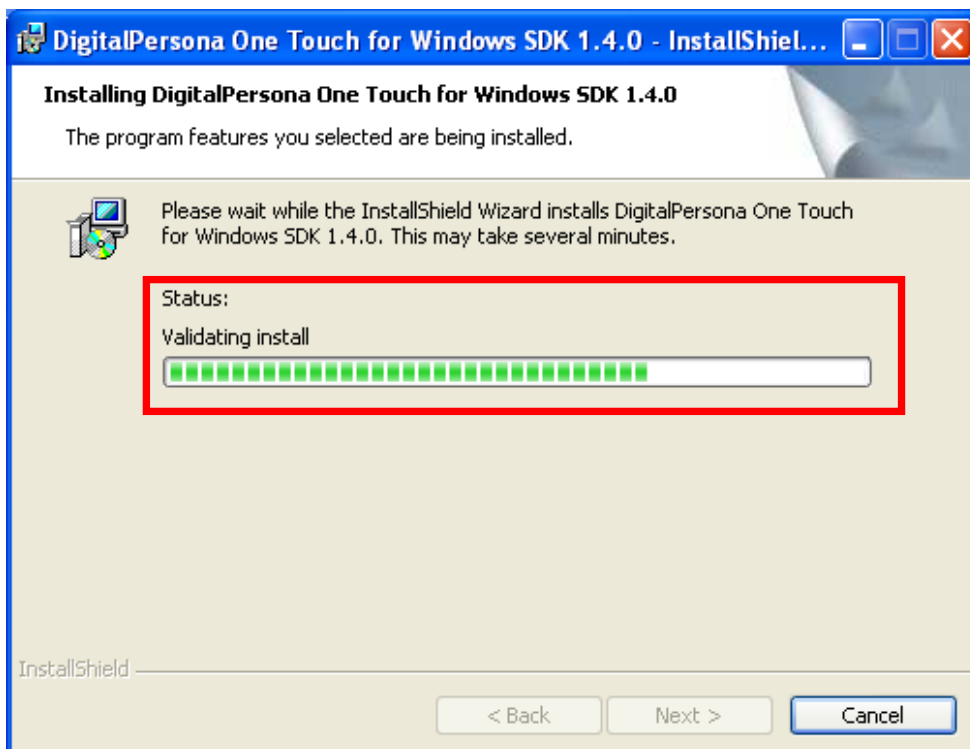 DigitalPersona One Touch for Windows SDK 1.4.0 - InstallShiel...
Installing DigitalPersona One Touch for Windows SDK 1.4.0
The program features you selected are being installed.
Please wait while the InstallShield Wizard installs DigitalPersona One Touch
for Windows SDK 1.4.0. This may take several minutes.
Status:
Validating install
InstallShield
< Back
Next >
Cancel